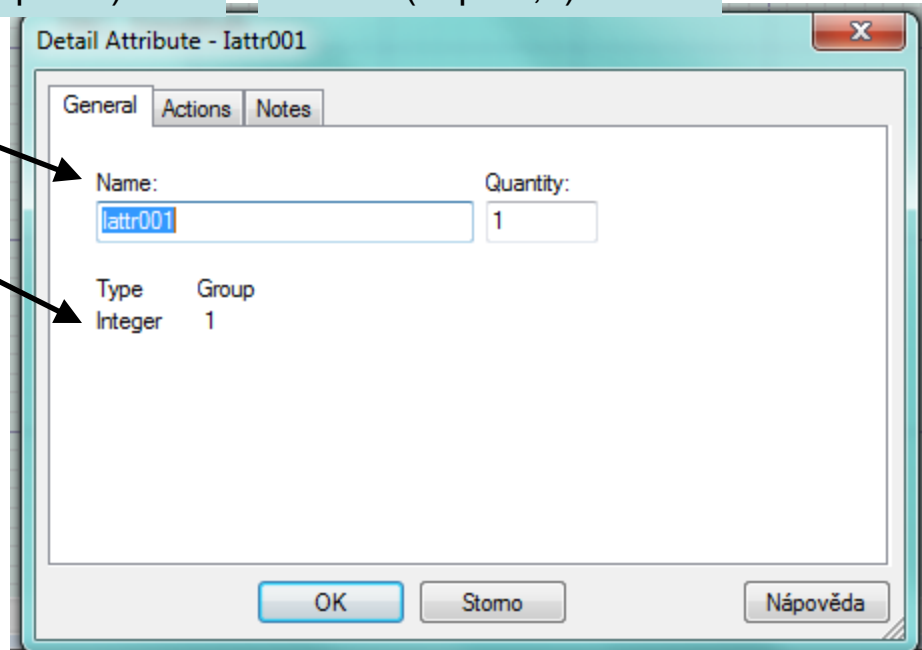 Detail Attribute - Iattr001
General Actions Notes
Name: Quantity:
Iattr001 1
Type Group
Integer 1
OK Storno Nápověda